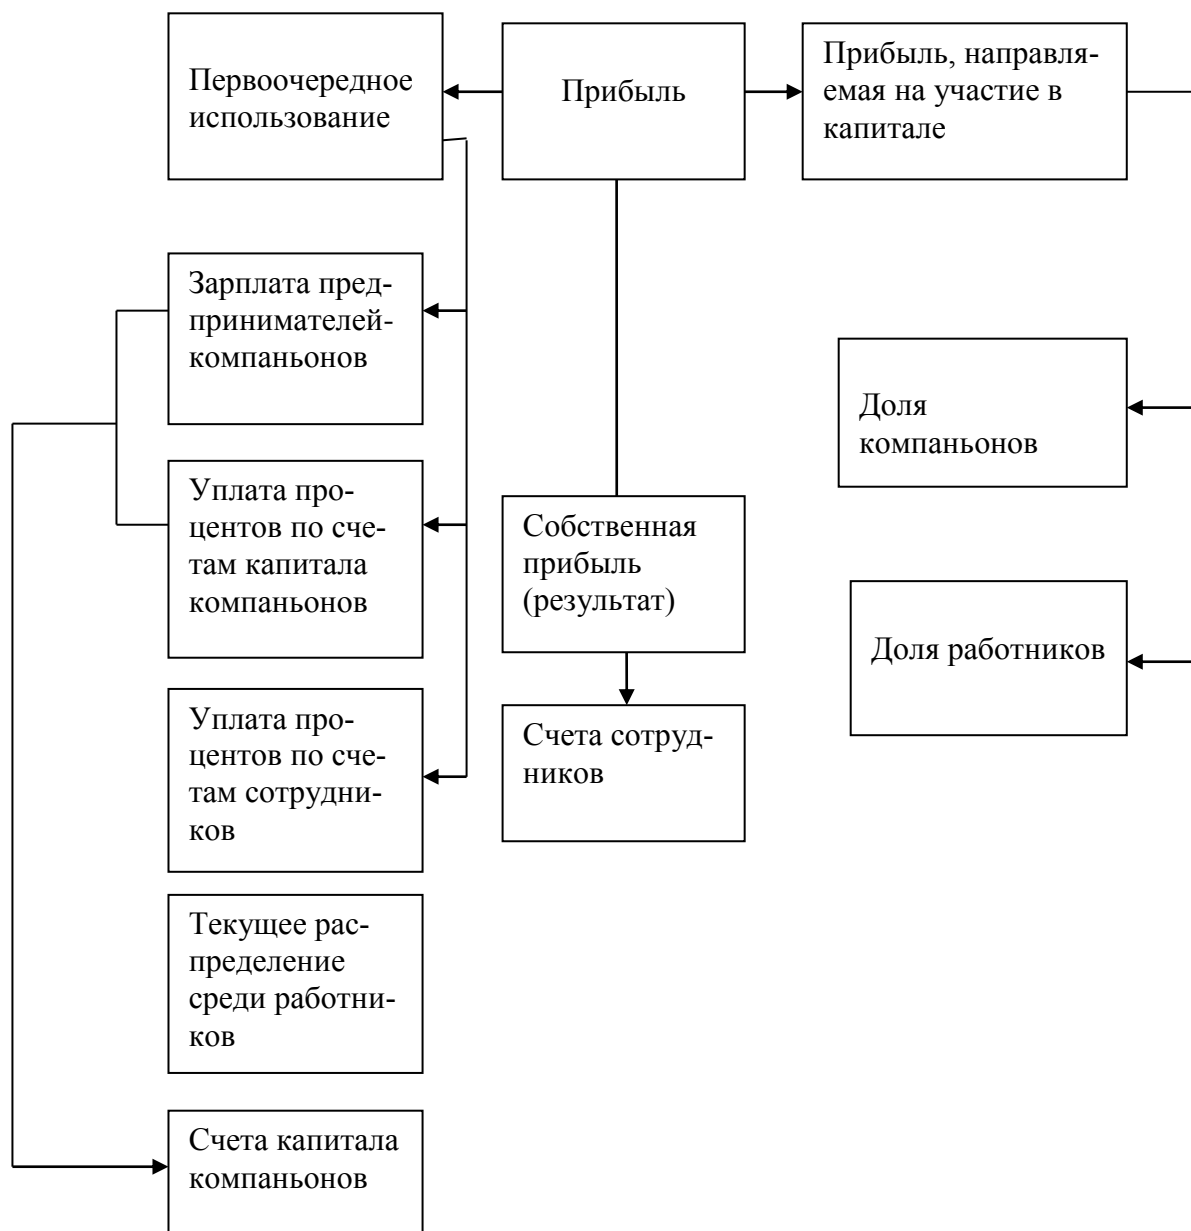 Первоочередное
использование
Прибыль
Прибыль, направля-
емая на участие в
капитале
Зарплата пред-
принимателей-
компаньонов
Доля
компаньонов
Уплата про-
центов по сче-
там капитала
компаньонов
Собственная
прибыль
(результат)
Доля работников
Уплата про-
центов по сче-
там сотрудни-
ков
Счета сотруд-
ников
Текущее рас-
пределение
среди работни-
ков
Счета капитала
компаньонов